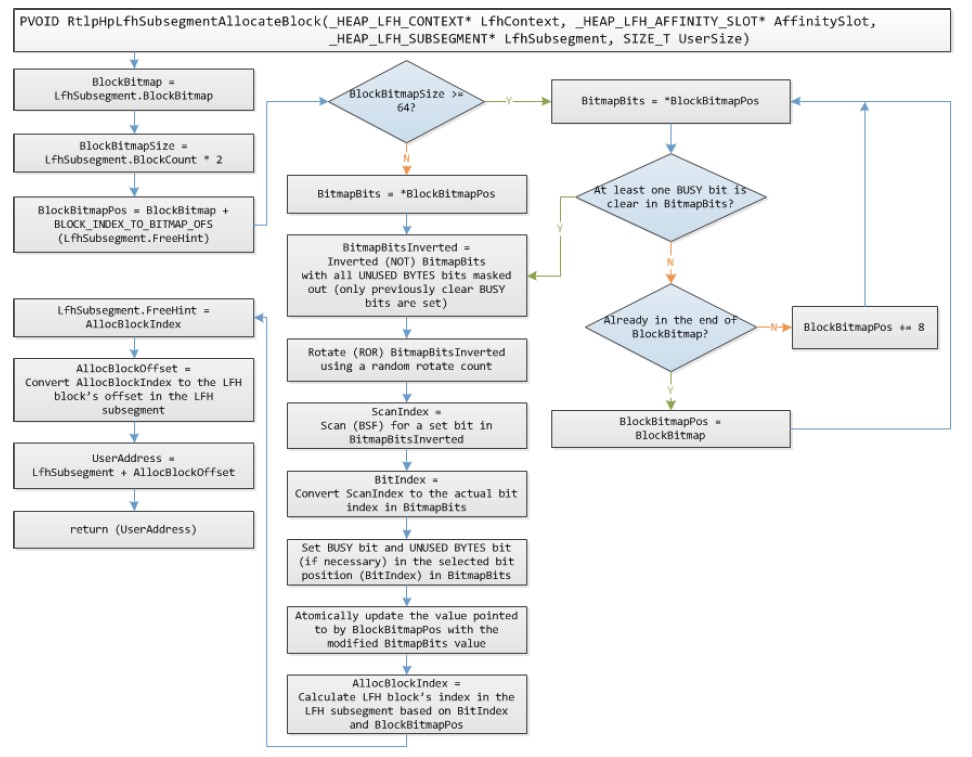 PVOID RtlpHpLfhSubsegmentAllocateBlock(_HEAP_LFH_CONTEXT* LfhContext, _HEAP_LFH_AFFINITY_SLOT* AffinitySlot,
_HEAP_LFH_SUBSEGMENT* LfhSubsegment, SIZE_T UserSize)
BlockBitmap =
LfhSubsegment.BlockBitmap
BlockBitmapSize =
LfhSubsegment.BlockCount * 2
BlockBitmapPos = BlockBitmap +
BLOCK_INDEX_TO_BITMAP_OFS
(LfhSubsegment.FreeHint)
BlockBitmapSize >=
64?
Y
N
BitmapBits = *BlockBitmapPos
BitmapBits = *BlockBitmapPos
At least one BUSY bit is
clear in BitmapBits?
Y
N
Already in the end of
BlockBitmap?
N
BlockBitmapPos += 8
Y
BlockBitmapPos =
BlockBitmap
BitmapBitsInverted =
Inverted (NOT) BitmapBits
with all UNUSED BYTES bits masked
out (only previously clear BUSY
bits are set)
Rotate (ROR) BitmapBitsInverted
using a random rotate count
ScanIndex =
Scan (BSF) for a set bit in
BitmapBitsInverted
BitIndex =
Convert ScanIndex to the actual bit
index in BitmapBits
Set BUSY bit and UNUSED BYTES bit
(if necessary) in the selected bit
position (BitIndex) in BitmapBits
Atomically update the value pointed
to by BlockBitmapPos with the
modified BitmapBits value
AllocBlockIndex =
Calculate LFH block's index in the
LFH subsegment based on BitIndex
and BlockBitmapPos
LfhSubsegment.FreeHint =
AllocBlockIndex
AllocBlockOffset =
Convert AllocBlockIndex to the LFH
block's offset in the LFH
subsegment
UserAddress =
LfhSubsegment + AllocBlockOffset
return (UserAddress)